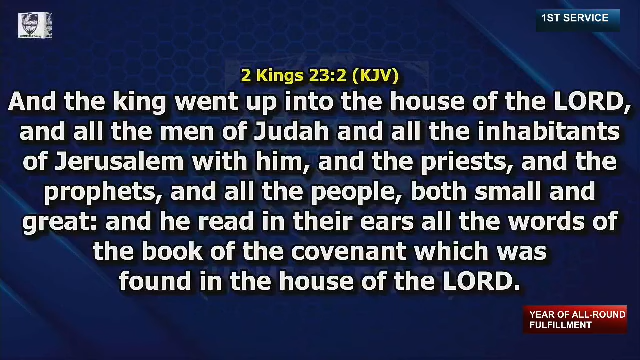 1ST SERVICE
2 Kings 23:2 (KJV)
And the king went up into the house of the LORD,
and all the men of Judah and all the inhabitants
of Jerusalem with him, and the priests, and the
prophets, and all the people, both small and
great: and he read in their ears all the words of
the book of the covenant which was
found in the house of the LORD.
YEAR OF ALL-ROUND
FULFILLMENT